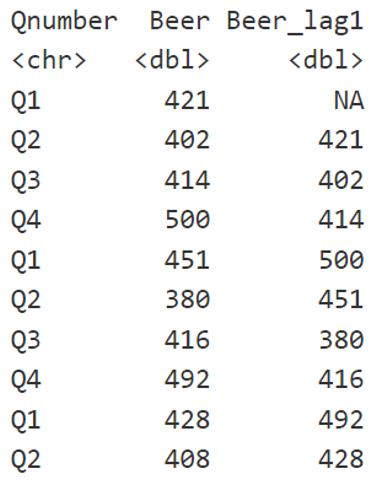 Qnumber Beer Beer_lag1
<chr> <dbl> <dbl>
Q1 421 NA
Q2 402 421
Q3 414 402
Q4 500 414
Q1 451 500
Q2 380 451
Q3 416 380
Q4 492 416
Q1 428 492
Q2 408 428